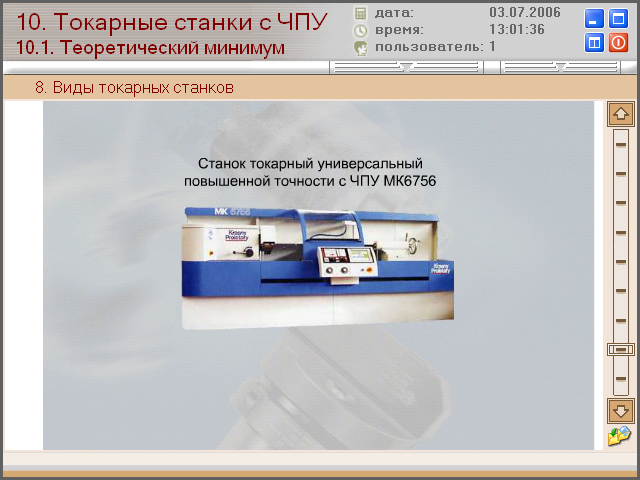 10. Токарные станки с ЧПУ
10.1. Теоретический минимум
дата: 03.07.2006
время: 13:01:36
пользователь: 1
8. Виды токарных станков
Станок токарный универсальный
повышенной точности с ЧПУ МК6756
МК 6756
Krasny
Proletary
Krasny
Proletary